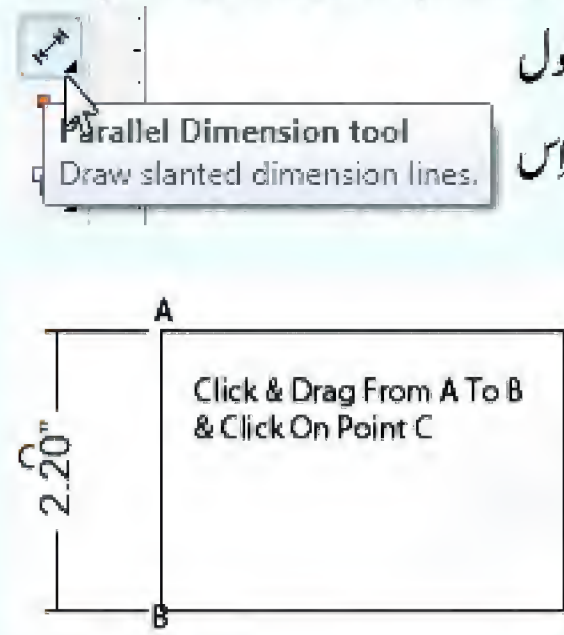 Parallel Dimension tool
Draw slanted dimension lines.
A
Click & Drag From A To B
& Click On Point C
C
2.20"
B